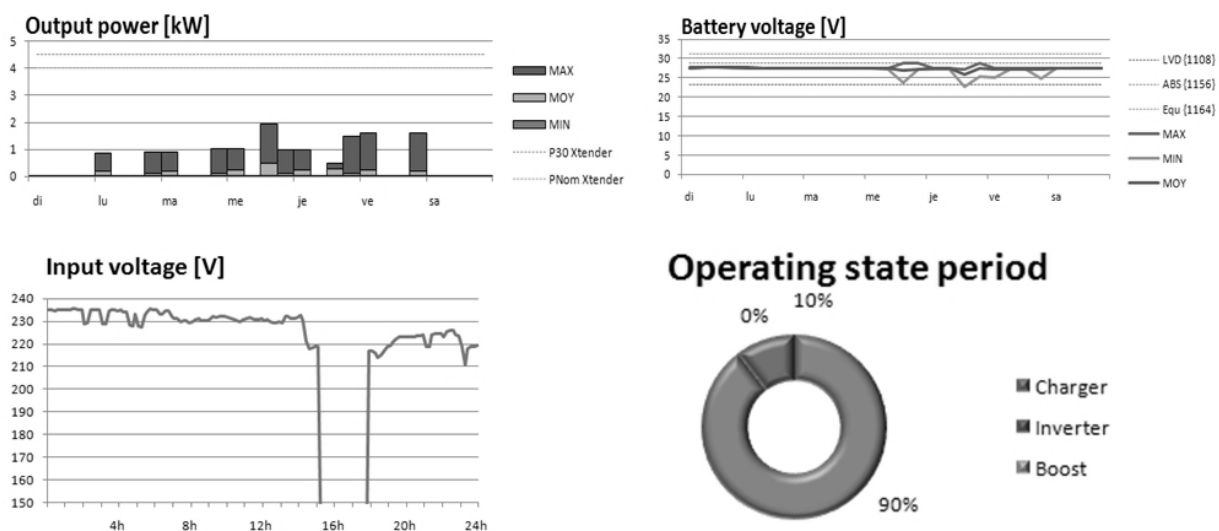 Output power [kW]
5
4
3
2
1
0
di lu ma me je ve sa
MAX
MOY
MIN
P30 Xtender
PNom Xtender
Battery voltage [V]
35
30
25
20
15
10
5
0
di lu ma me je ve sa
LVD {1108}
ABS {1156}
Equ {1164}
MAX
MIN
MOY
Input voltage [V]
240
230
220
210
200
190
180
170
160
150
4h 8h 12h 16h 20h 24h
Operating state period
10%
0%
90%
Charger
Inverter
Boost